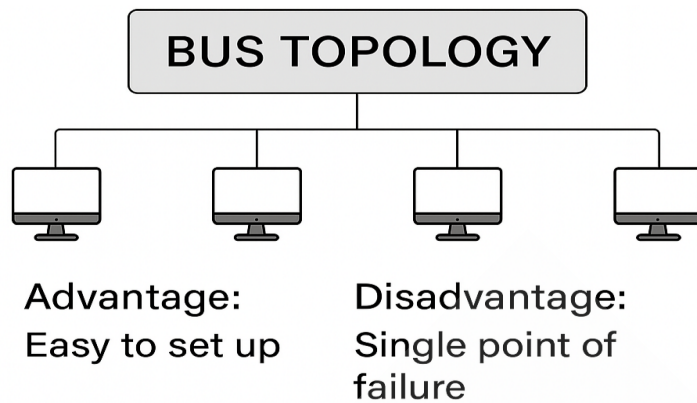 BUS TOPOLOGY
Advantage:
Easy to set up
Disadvantage:
Single point of
failure